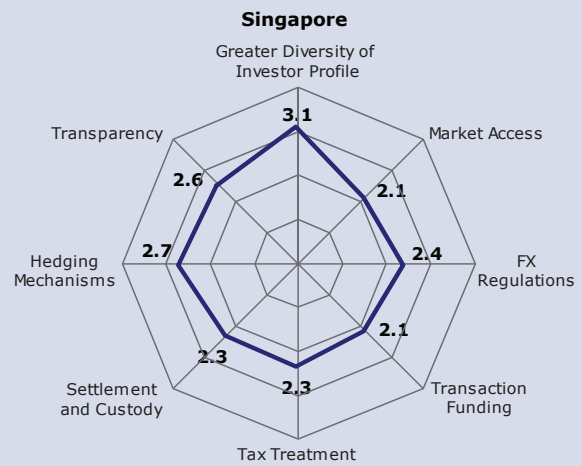 Singapore
Greater Diversity of
Investor Profile
3.1
Transparency
Market Access
2.6
2.1
Hedging
Mechanisms
2.7
2.4
FX
Regulations
2.3
2.1
Settlement
and Custody
2.3
Transaction
Funding
Tax Treatment